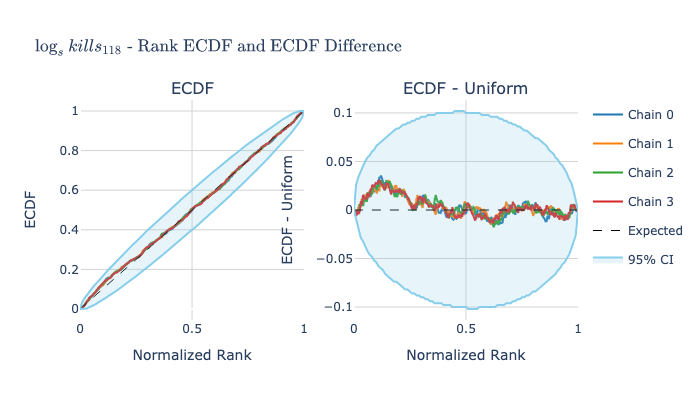 log_s kills_118 - Rank ECDF and ECDF Difference
ECDF
ECDF
1
0.8
0.6
0.4
0.2
0
0
0.5
1
Normalized Rank
ECDF - Uniform
ECDF - Uniform
0.1
0.05
0
−0.05
−0.1
0
0.5
1
Normalized Rank
Chain 0
Chain 1
Chain 2
Chain 3
Expected
95% CI